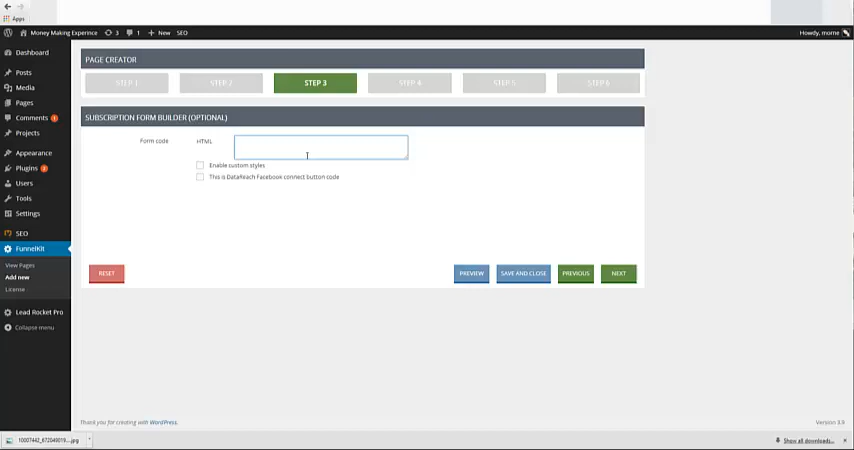 Apps
Money Making Experince 3 1 + New SEO Howdy, morne
Dashboard
Posts
Media
Pages
Comments 1
Projects
Appearance
Plugins 2
Users
Tools
Settings
SEO
FunnelKit
View Pages
Add new
License
Lead Rocket Pro
Collapse menu
PAGE CREATOR
STEP 1 STEP 2 STEP 3 STEP 4 STEP 5 STEP 6
SUBSCRIPTION FORM BUILDER (OPTIONAL)
Form code HTML
Enable custom styles
This is DataReach Facebook connect button code
RESET PREVIEW SAVE AND CLOSE PREVIOUS NEXT
Thank you for creating with WordPress. Version 3.9
Show all downloads...